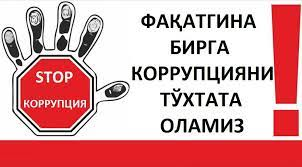 STOP
КОРРУПЦИЯ
ФАҚАТГИНА
БИРГА
КОРРУПЦИЯНИ
ТЎХТАТА
ОЛАМИЗ
!